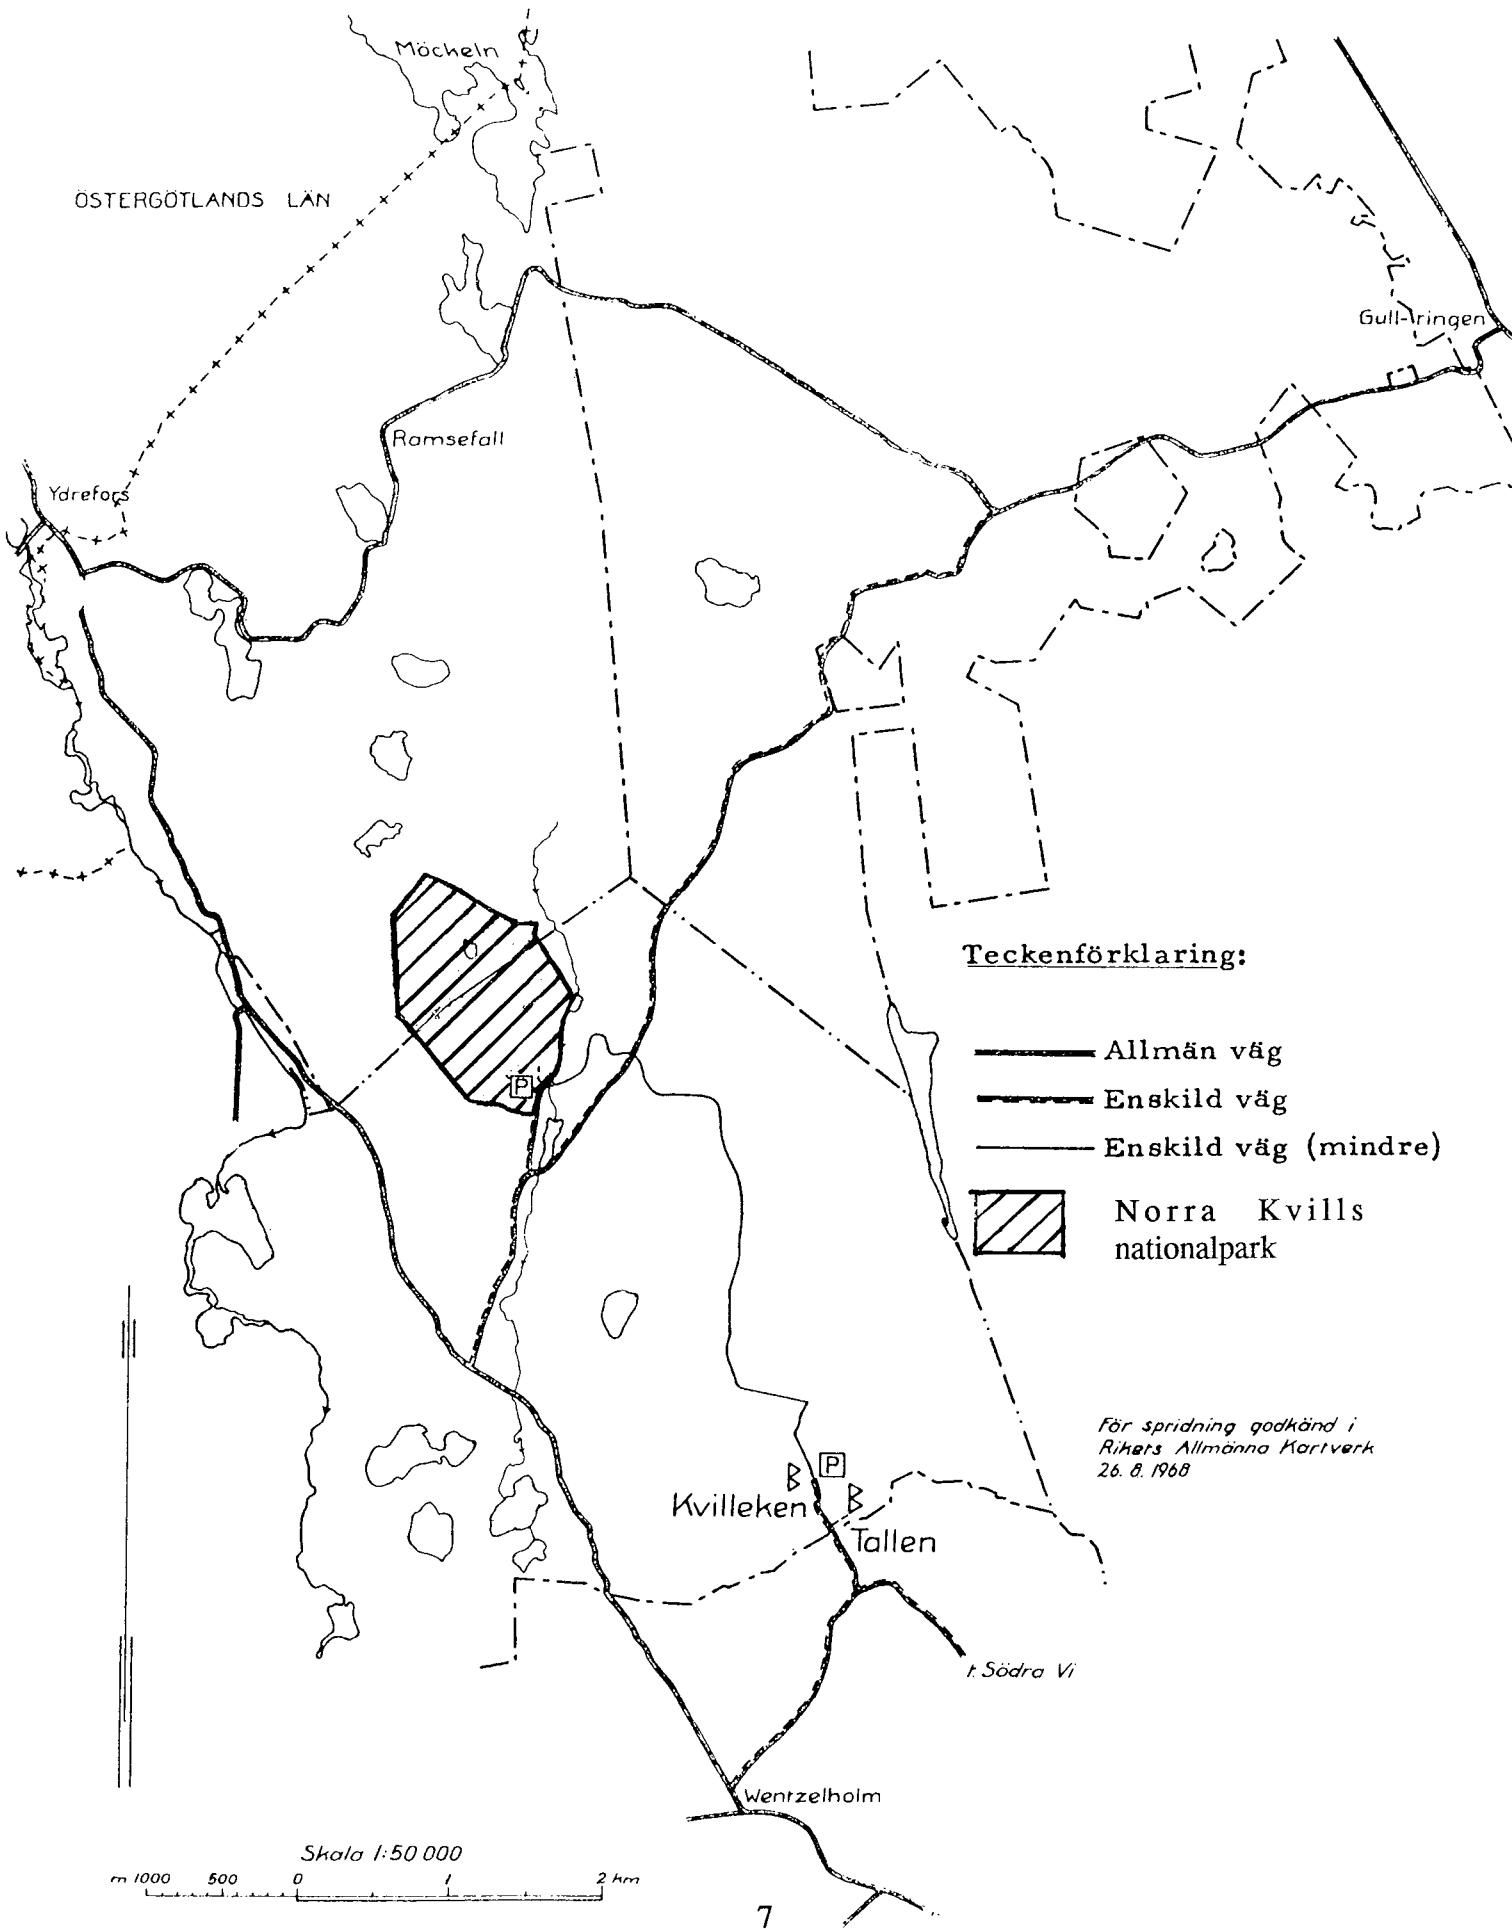 Möckeln
ÖSTERGÖTLANDS LÄN
Gull-ringen
Ramsefall
Ydrefors
Teckenförklaring:
Allmän väg
Enskild väg
Enskild väg (mindre)
Norra Kvills
nationalpark
P
För spridning godkänd i
Rikets Allmänna Kartverk
26. 8. 1968
P
Kvilleken
Tallen
t. Södra Vi
Wentzelholm
Skala 1:50 000
m 1000 500 0 1 2 km
7